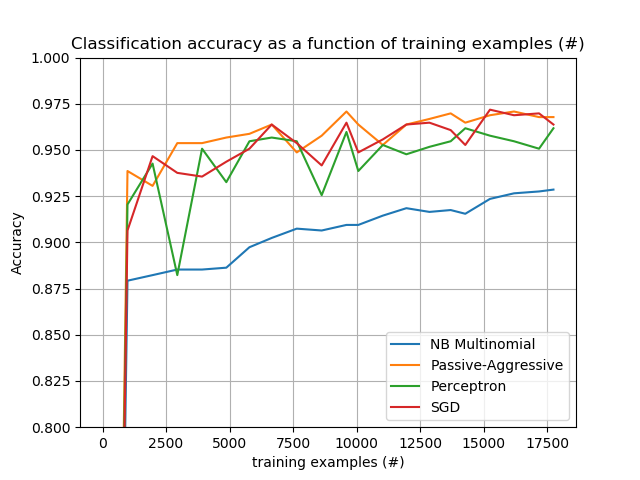 Classification accuracy as a function of training examples (#)
1.000
0.975
0.950
0.925
0.900
0.875
0.850
0.825
0.800
Accuracy
NB Multinomial
Passive-Aggressive
Perceptron
SGD
0 2500 5000 7500 10000 12500 15000 17500
training examples (#)